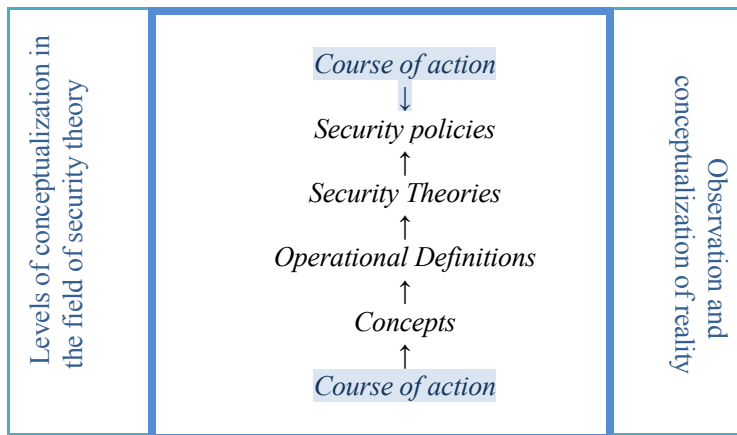 Levels of conceptualization in
the field of security theory
Course of action
↓
Security policies
↑
Security Theories
↑
Operational Definitions
↑
Concepts
↑
Course of action
Observation and
conceptualization of reality